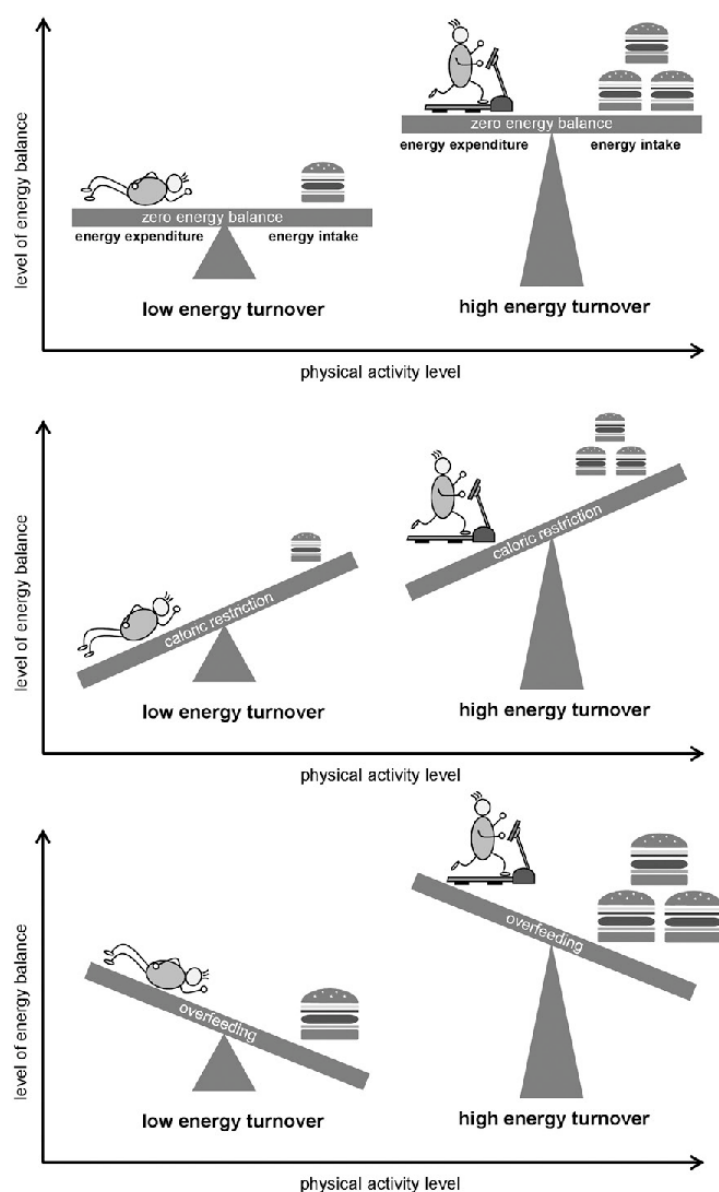 level of energy balance
zero energy balance
energy expenditure
energy intake
low energy turnover
zero energy balance
energy expenditure
energy intake
high energy turnover
physical activity level
level of energy balance
caloric restriction
low energy turnover
caloric restriction
high energy turnover
physical activity level
level of energy balance
overfeeding
low energy turnover
overfeeding
high energy turnover
physical activity level